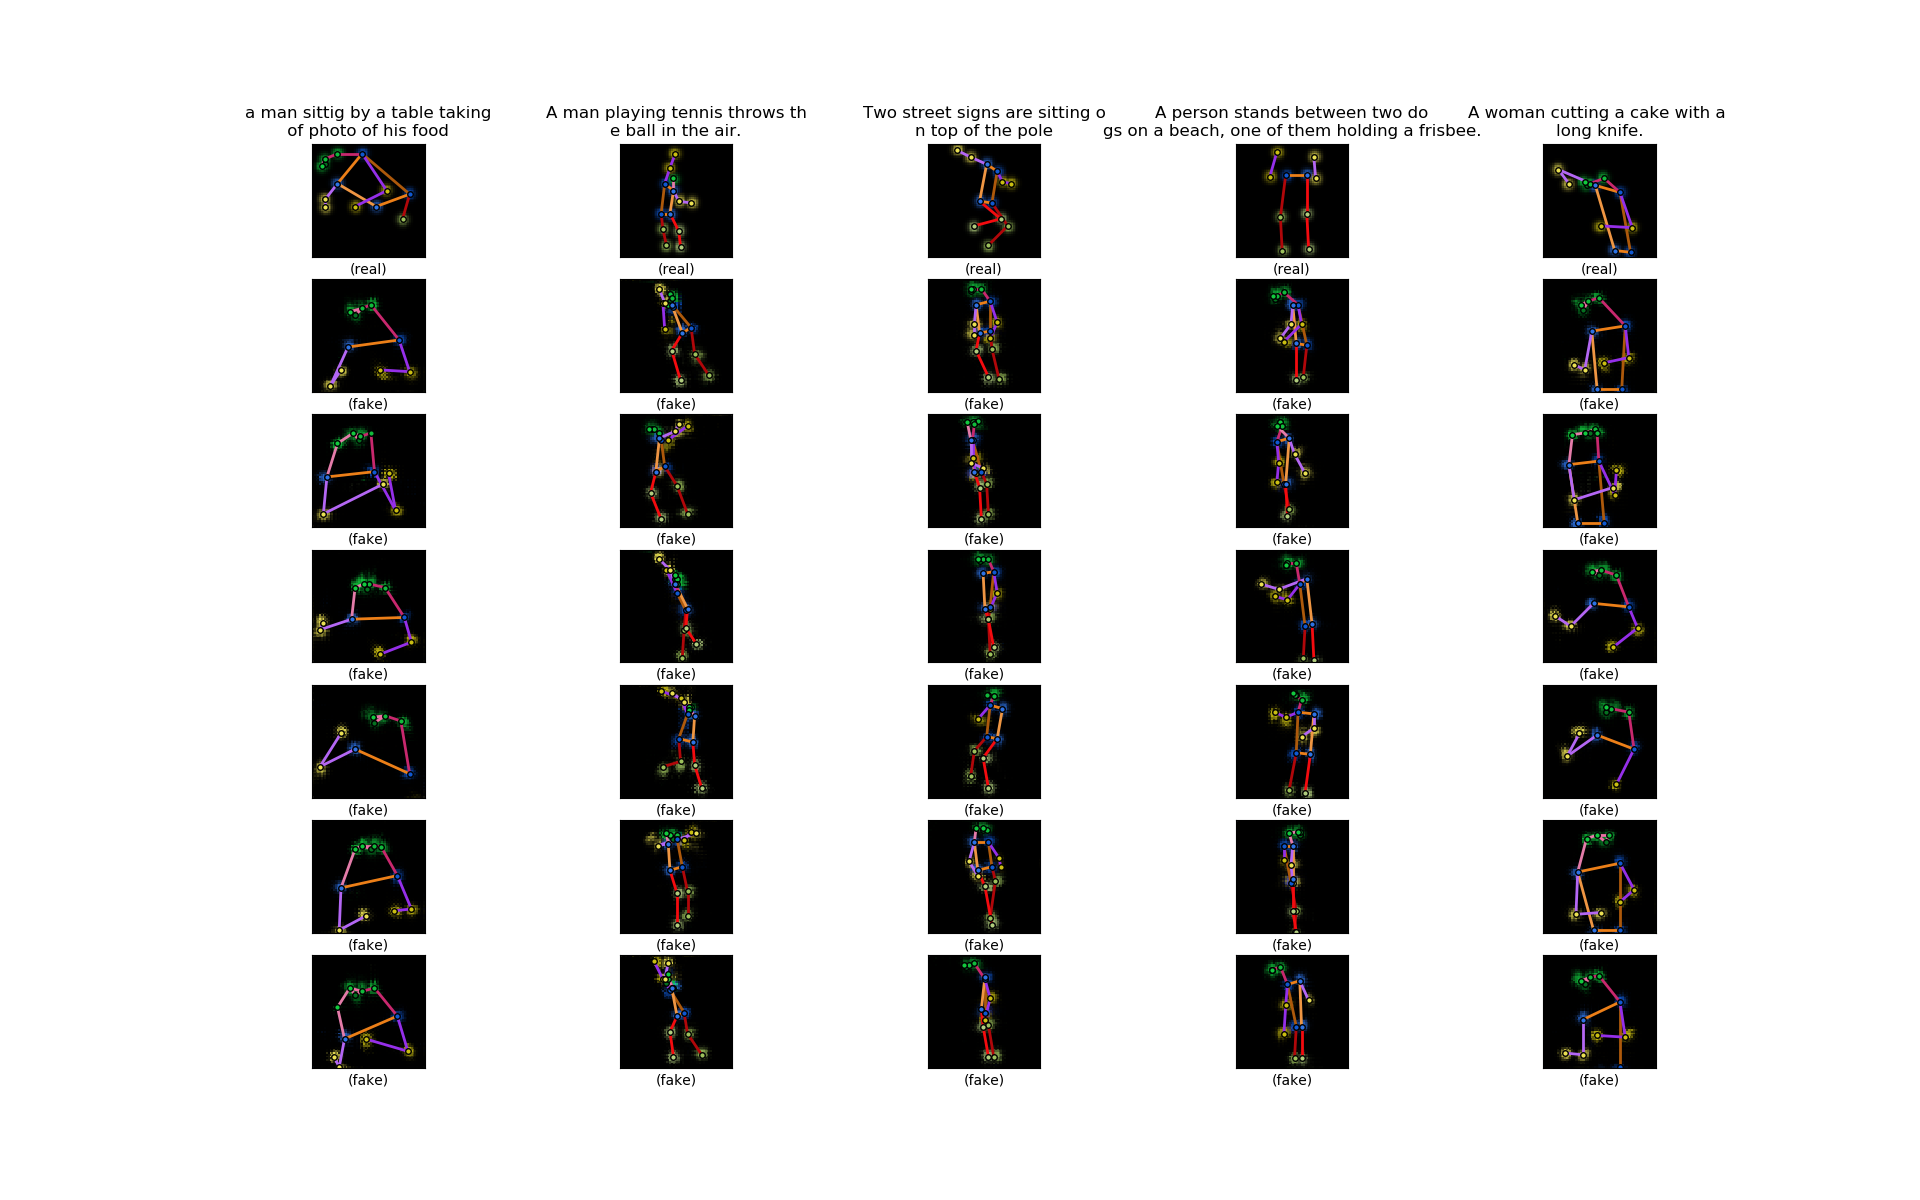 a man sittig by a table taking
of photo of his food
A man playing tennis throws th
e ball in the air.
Two street signs are sitting o
n top of the pole
A person stands between two do
gs on a beach, one of them holding a frisbee.
A woman cutting a cake with a
long knife.
(real) (real) (real) (real) (real)
(fake) (fake) (fake) (fake) (fake)
(fake) (fake) (fake) (fake) (fake)
(fake) (fake) (fake) (fake) (fake)
(fake) (fake) (fake) (fake) (fake)
(fake) (fake) (fake) (fake) (fake)
(fake) (fake) (fake) (fake) (fake)